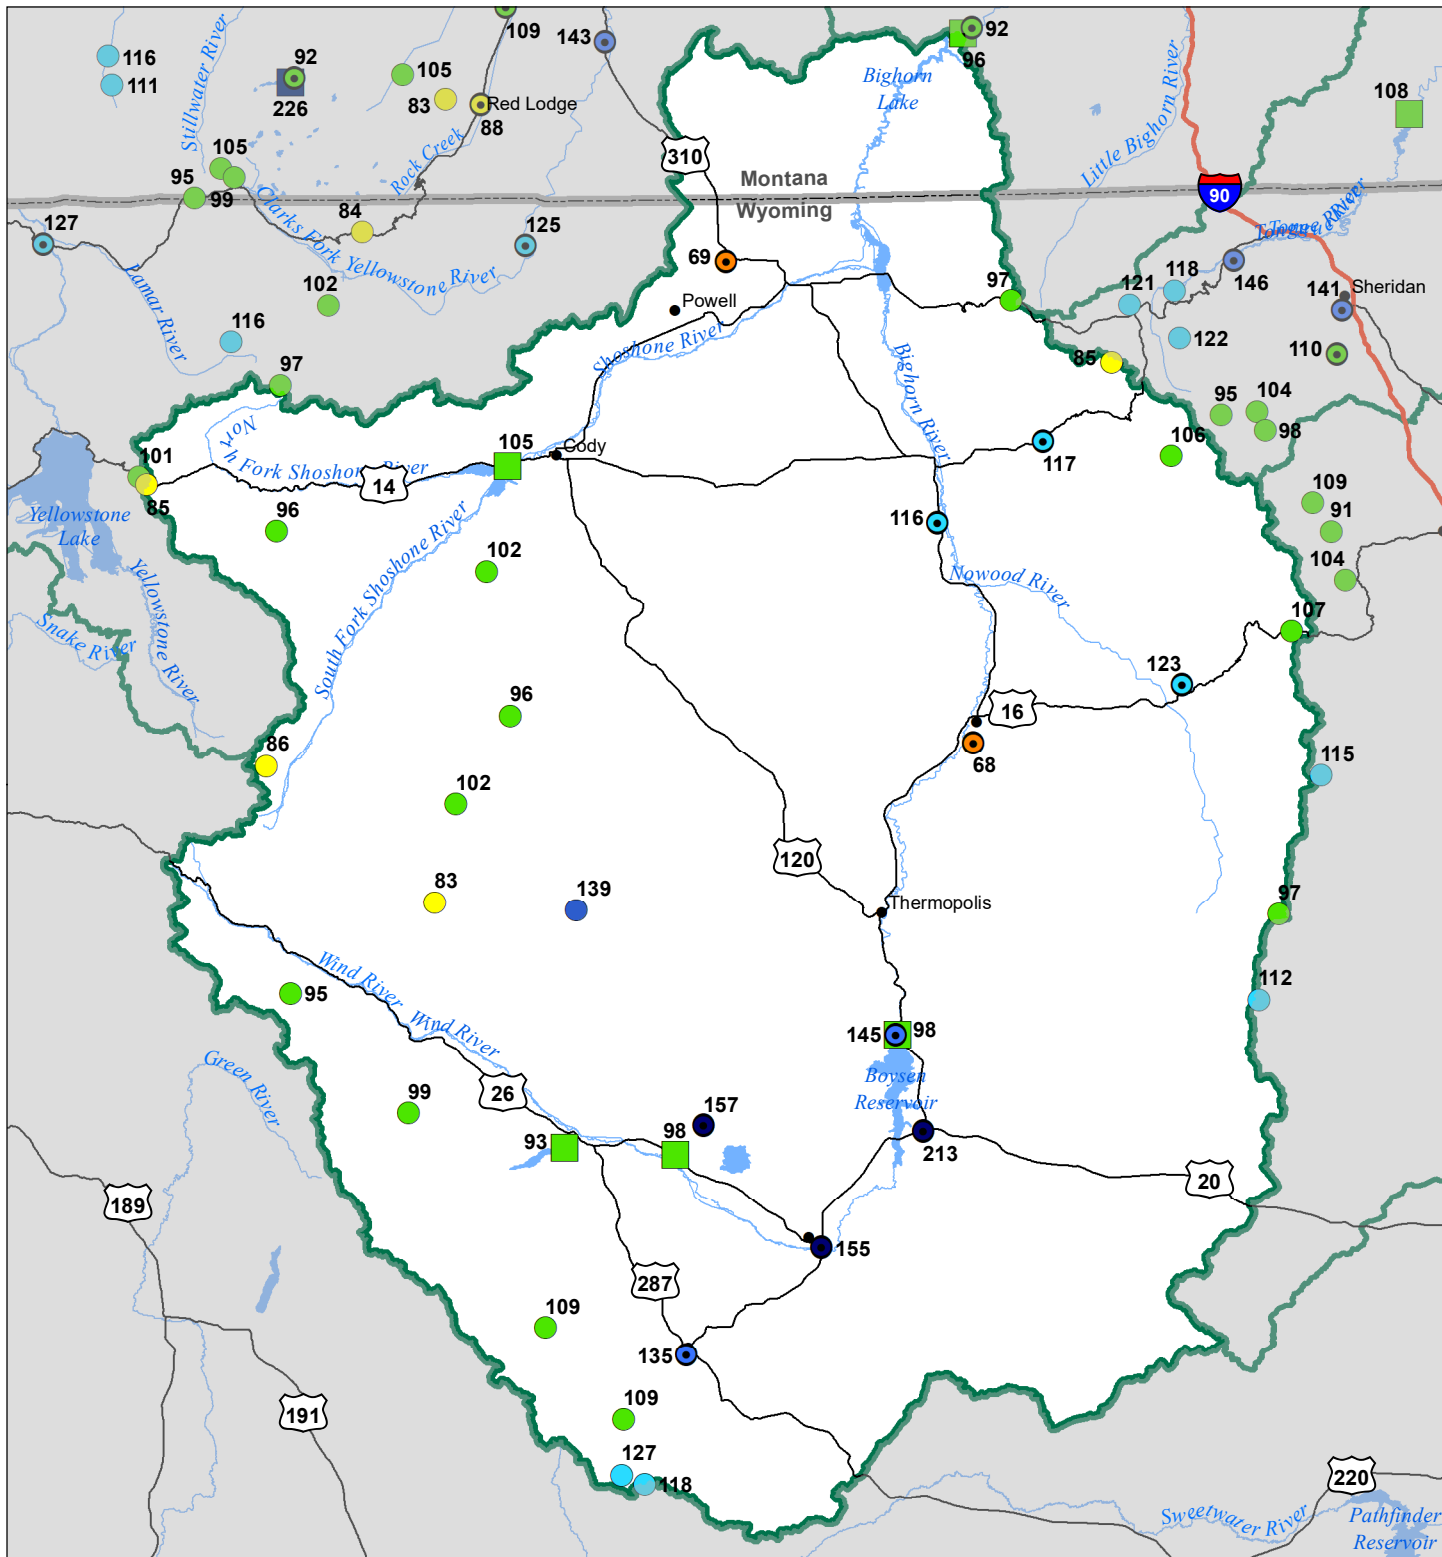 109
143
92
96
116
111
92
226
105
83
Red Lodge
88
Stillwater River
Rock Creek
Bighorn
Lake
Little Bighorn River
108
310
Montana
Wyoming
90
105
95
99
84
Clarks Fork Yellowstone River
127
125
Lamar River
102
116
97
69
Powell
Shoshone River
Bighorn River
97
85
121
118
146
Tongue River
Tongue River
141
Sheridan
122
110
95
104
98
106
117
101
85
North Fork Shoshone River
14
105
Cody
96
102
116
Yellowstone
Lake
109
91
104
107
Snake River
Yellowstone River
South Fork Shoshone River
Nowood River
123
16
68
96
86
102
115
120
83
139
Thermopolis
97
112
Wind River
Wind River
95
145
98
Boysen
Reservoir
Green River
99
26
157
93
98
213
20
189
155
287
109
135
191
109
127
118
220
Sweetwater River
Pathfinder
Reservoir